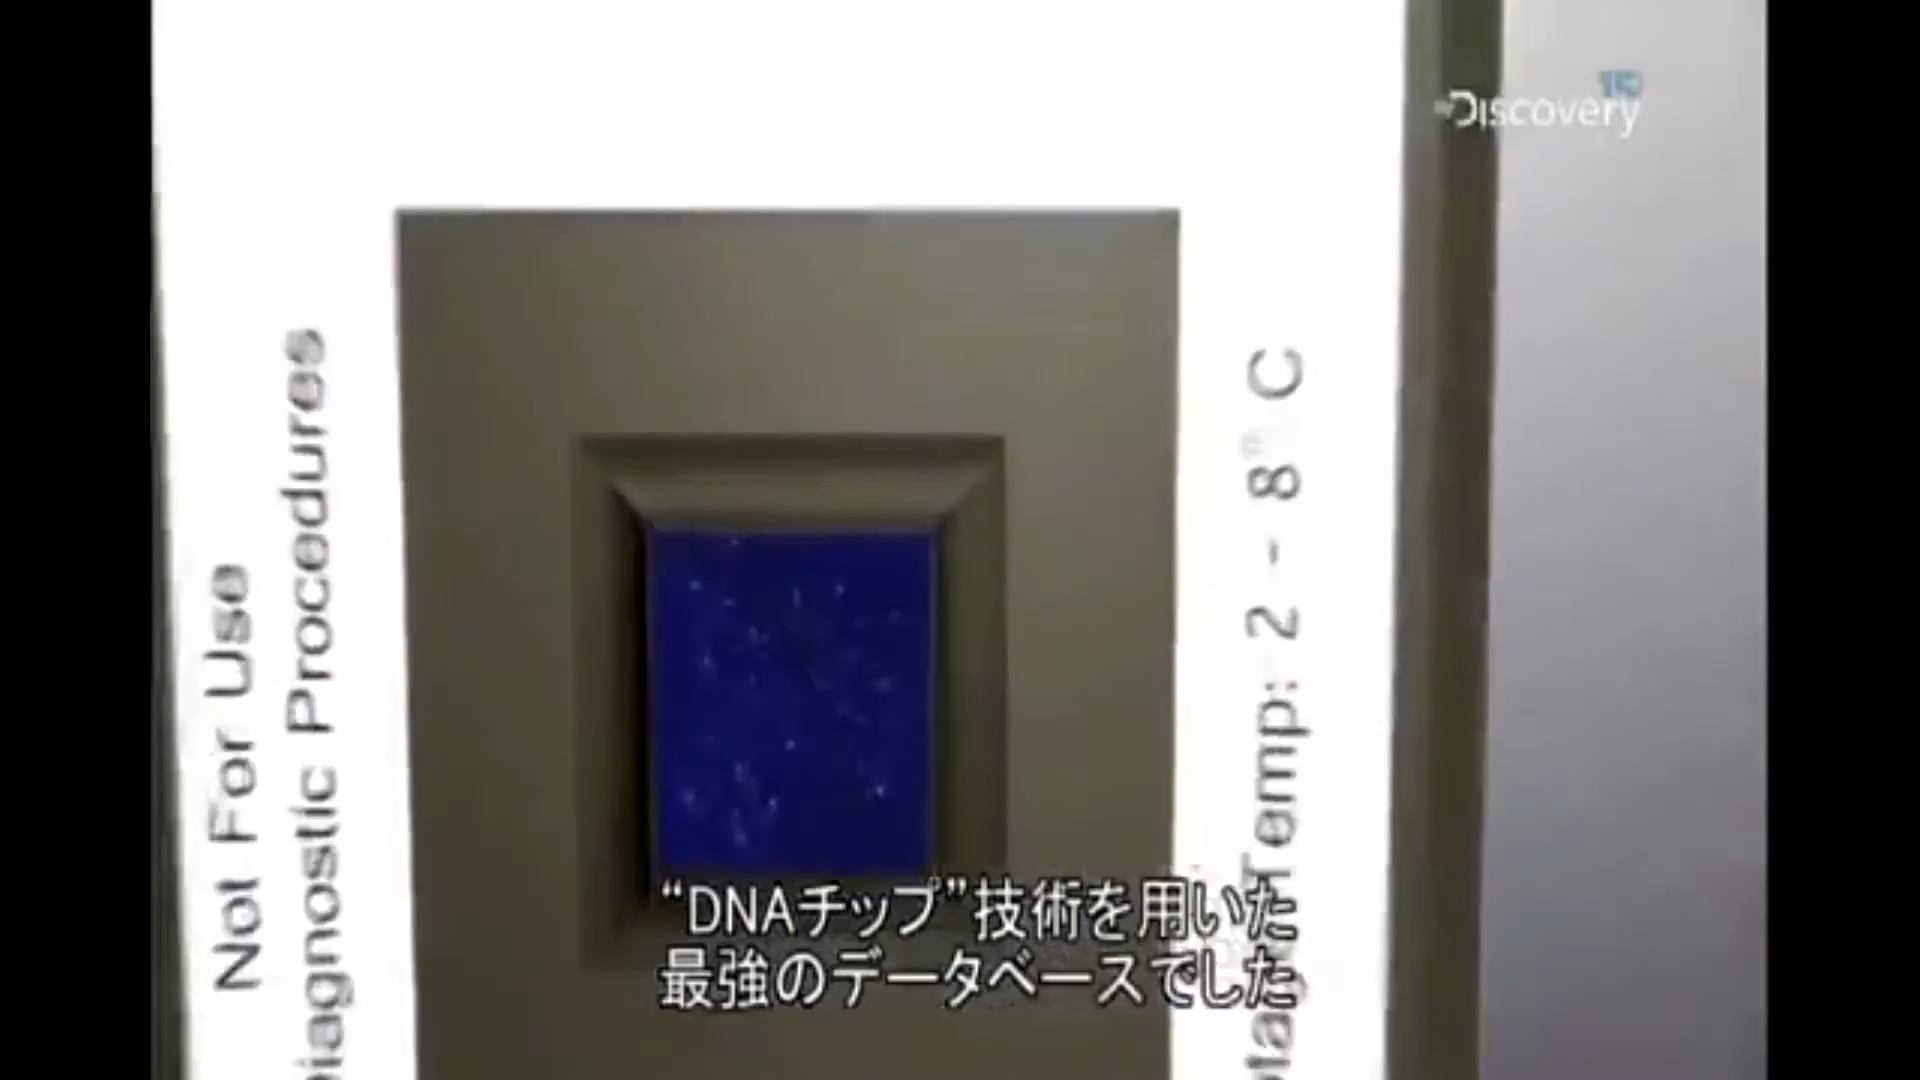 Discovery
Not For Use
Diagnostic Procedures
Temp: 2 - 8° C
“DNAチップ”技術を用いた
最強のデータベースでした